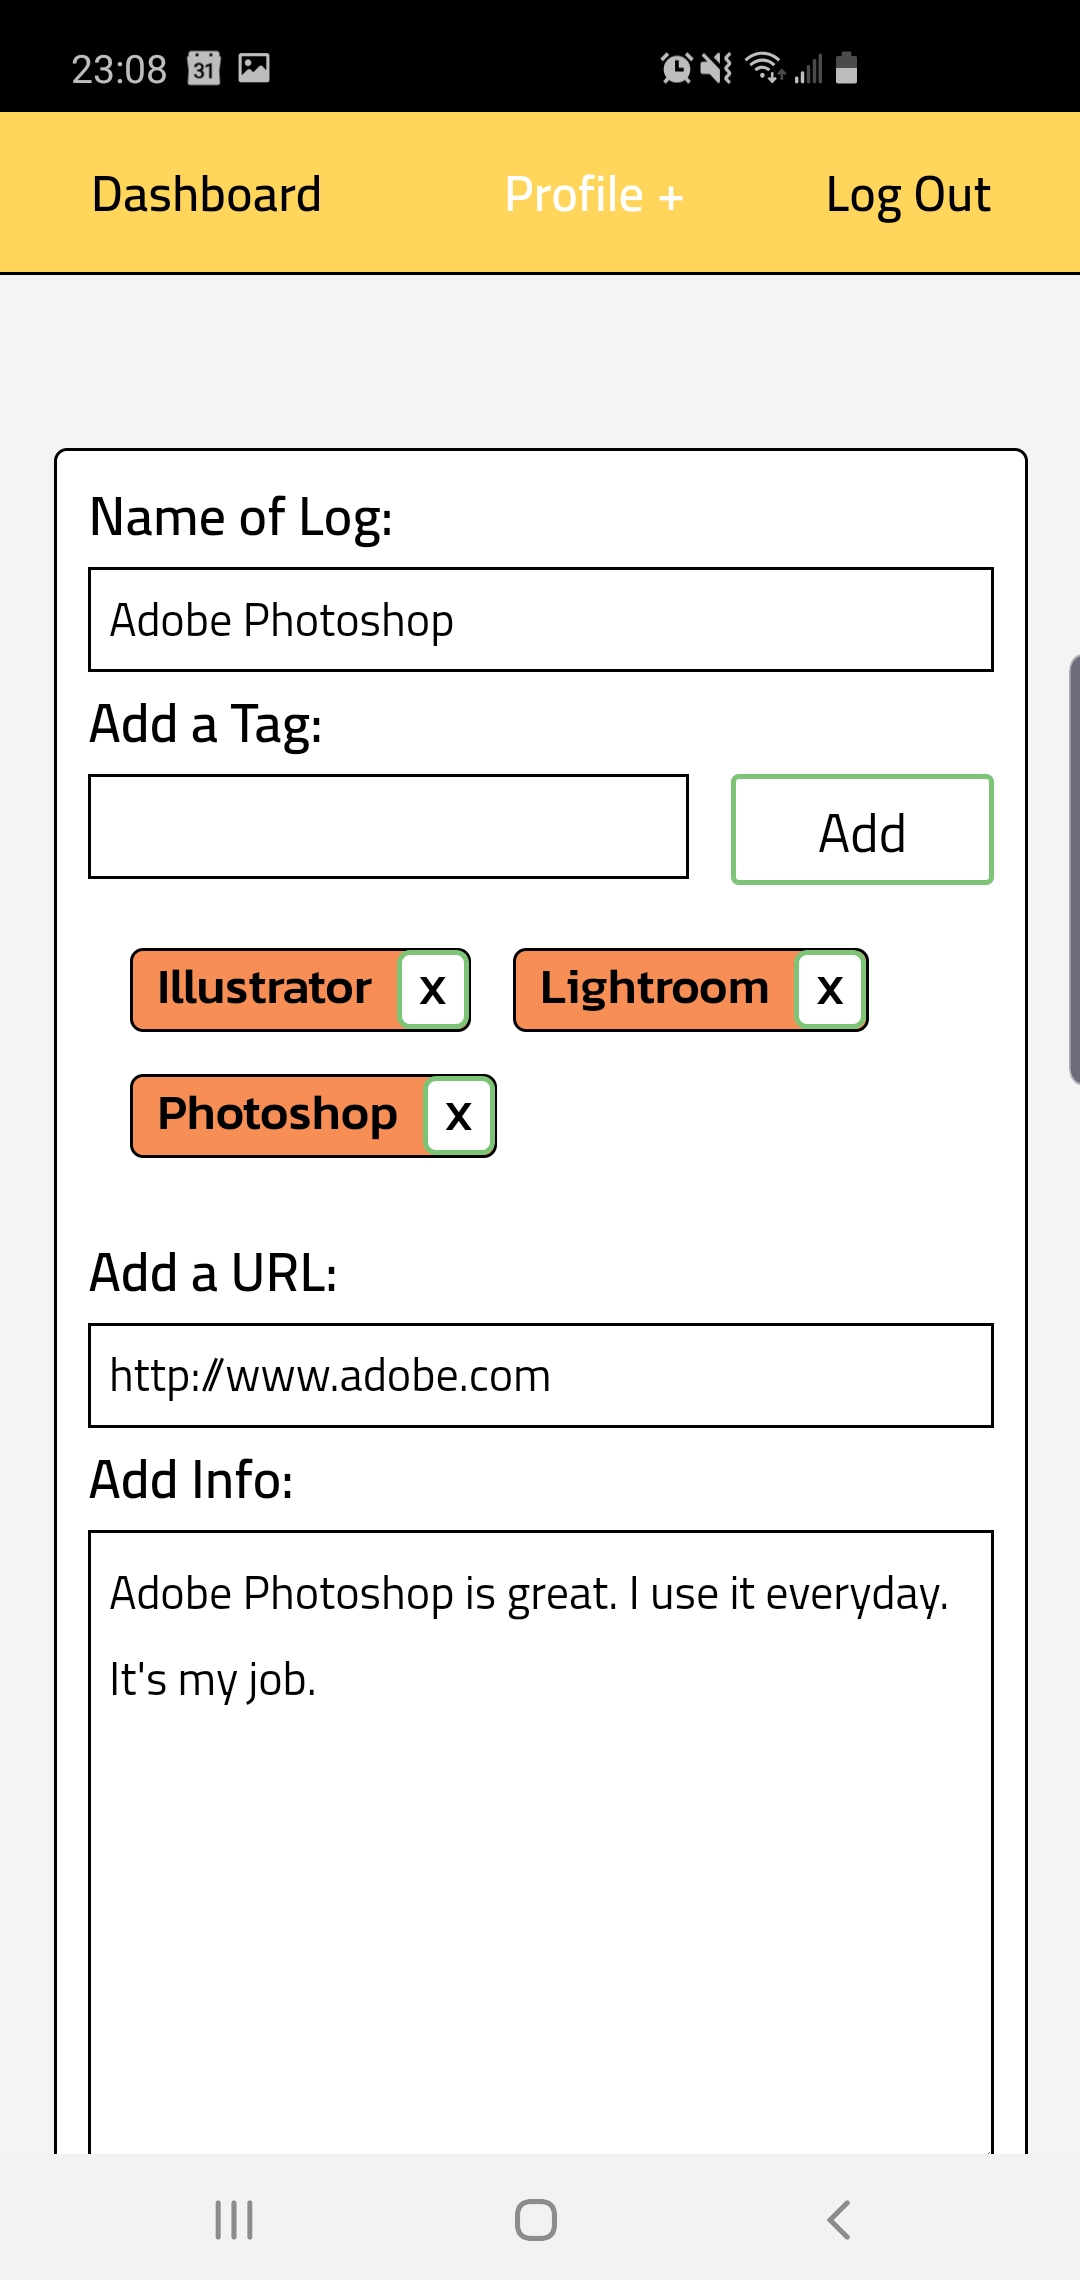 23:08 31
Dashboard Profile + Log Out
Name of Log:
Adobe Photoshop
Add a Tag:
Add
Illustrator X Lightroom X
Photoshop X
Add a URL:
http://www.adobe.com
Add Info:
Adobe Photoshop is great. I use it everyday.
It's my job.